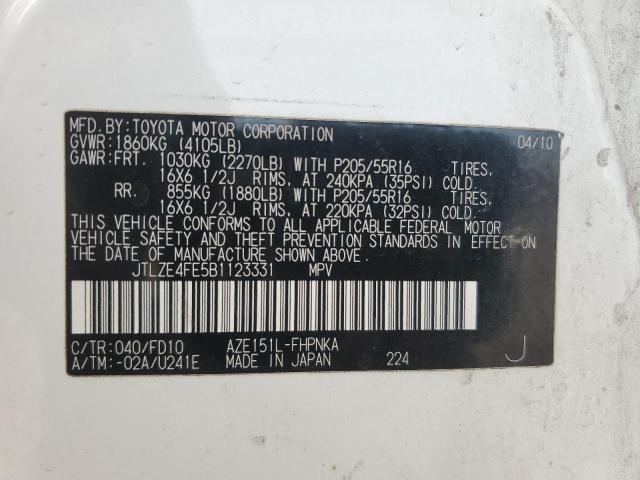 MFD. BY: TOYOTA MOTOR CORPORATION 04/10
GVWR: 1860KG (4105LB)
GAWR: FRT. 1030KG (2270LB) WITH P205/55R16 TIRES,
16X6 1/2J RIMS, AT 240KPA (35PSI) COLD.
RR. 855KG (1880LB) WITH P205/55R16 TIRES,
16X6 1/2J RIMS, AT 220KPA (32PSI) COLD.
THIS VEHICLE CONFORMS TO ALL APPLICABLE FEDERAL MOTOR
VEHICLE SAFETY AND THEFT PREVENTION STANDARDS IN EFFECT ON
THE DATE OF MANUFACTURE SHOWN ABOVE.
JTLZE4FE5B1123331 MPV
C/TR: 040/FD10 AZE151L-FHPNKA
A/TM: -02A/U241E MADE IN JAPAN 224 J